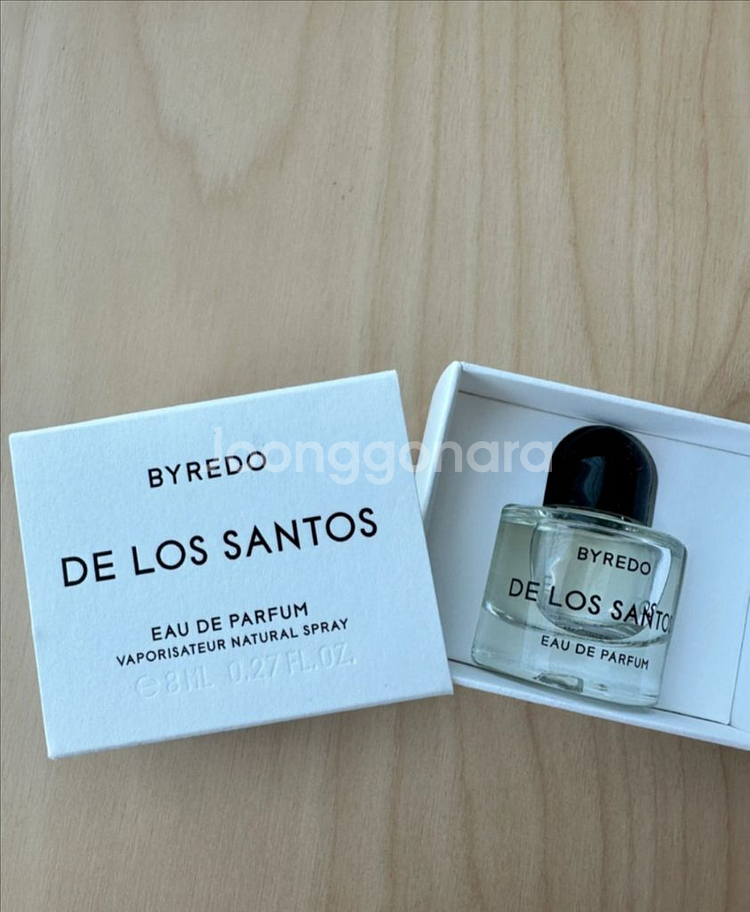 BYREDO
DE LOS SANTOS
EAU DE PARFUM
VAPORISATEUR NATURAL SPRAY
℮ 8 ML 0.27 FL.OZ.
joonggonara
BYREDO
DE LOS SANTOS
EAU DE PARFUM